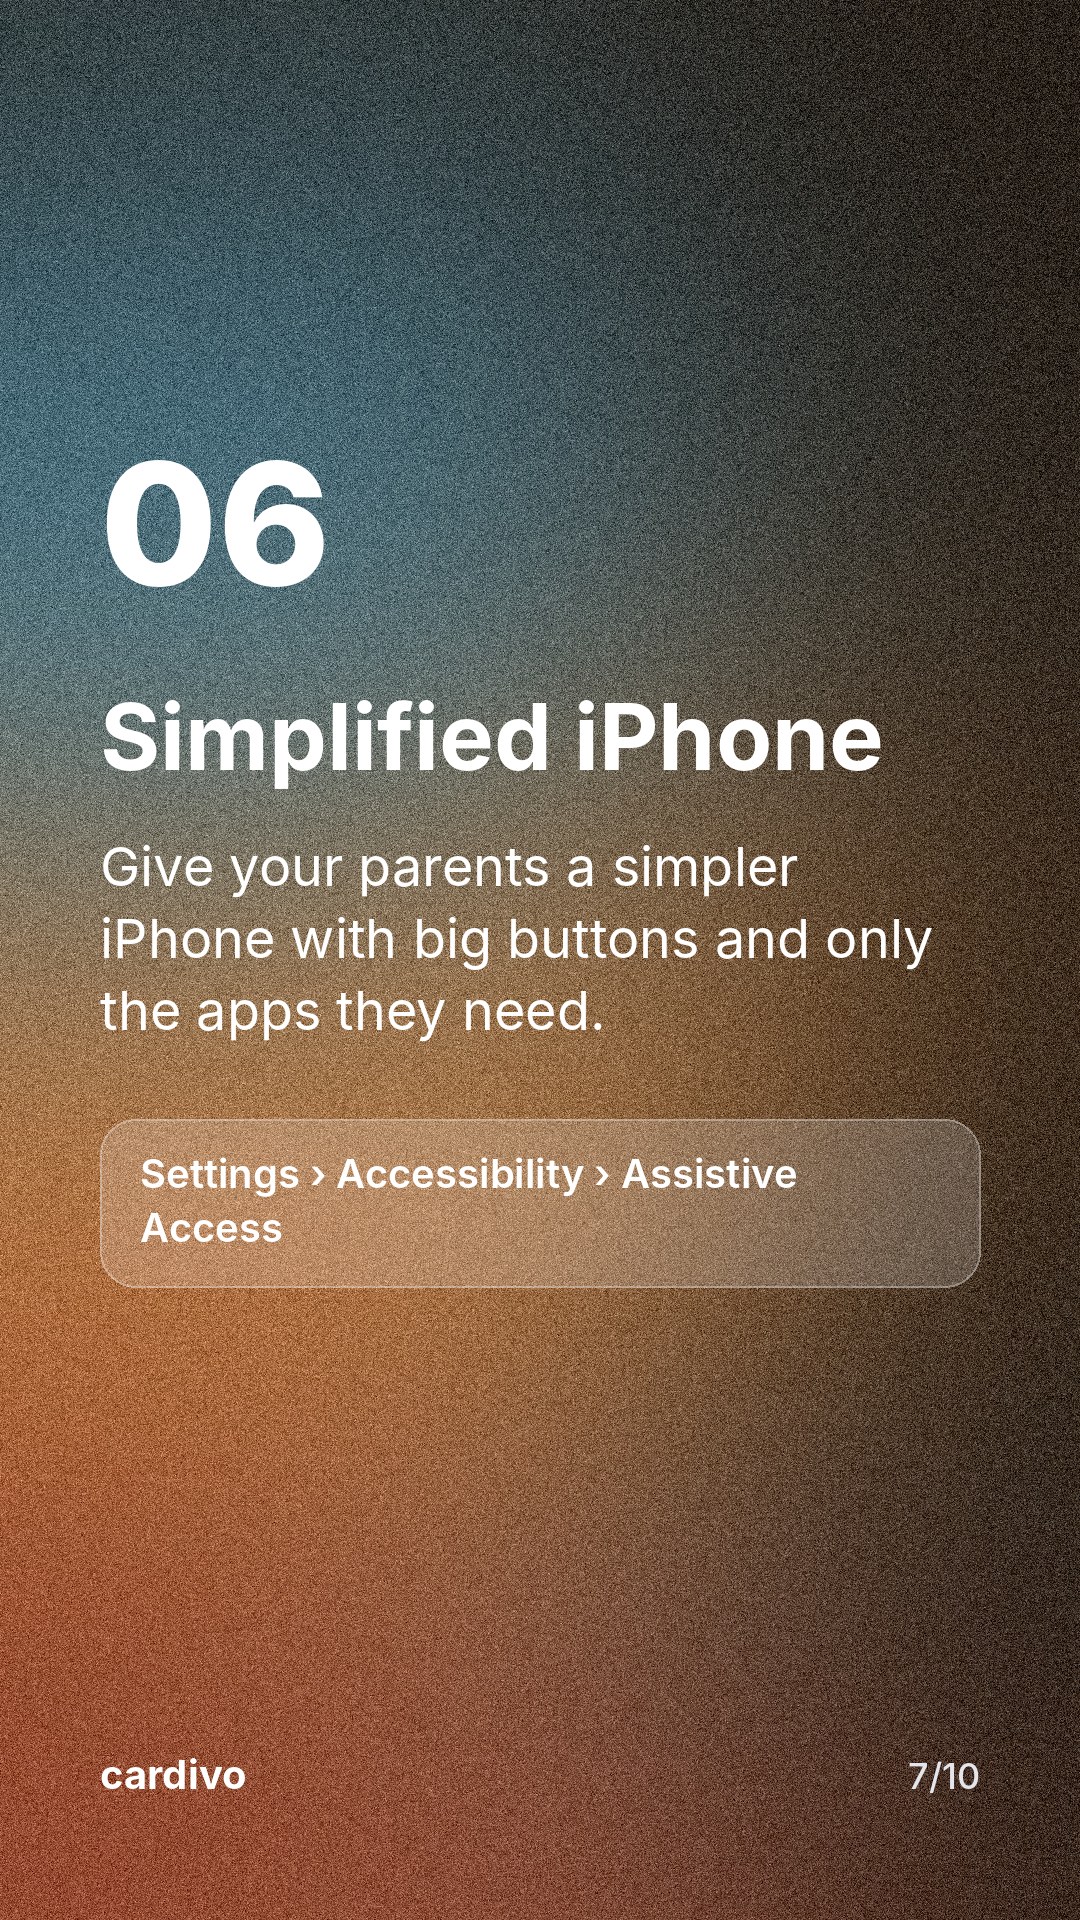 06
Simplified iPhone
Give your parents a simpler
iPhone with big buttons and only
the apps they need.
Settings › Accessibility › Assistive
Access
cardivo
7/10